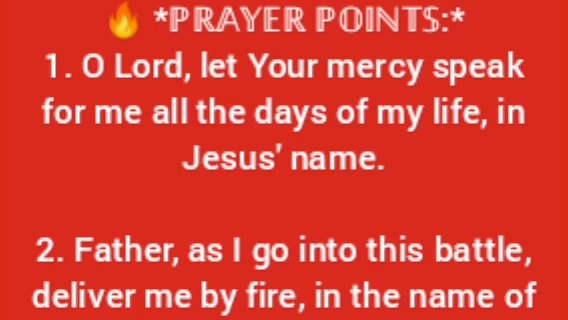 🔥 *ℙℝ𝔸𝕐𝔼ℝ ℙ𝕆𝕀ℕ𝕋𝕊:*
1. O Lord, let Your mercy speak
for me all the days of my life, in
Jesus' name.
2. Father, as I go into this battle,
deliver me by fire, in the name of